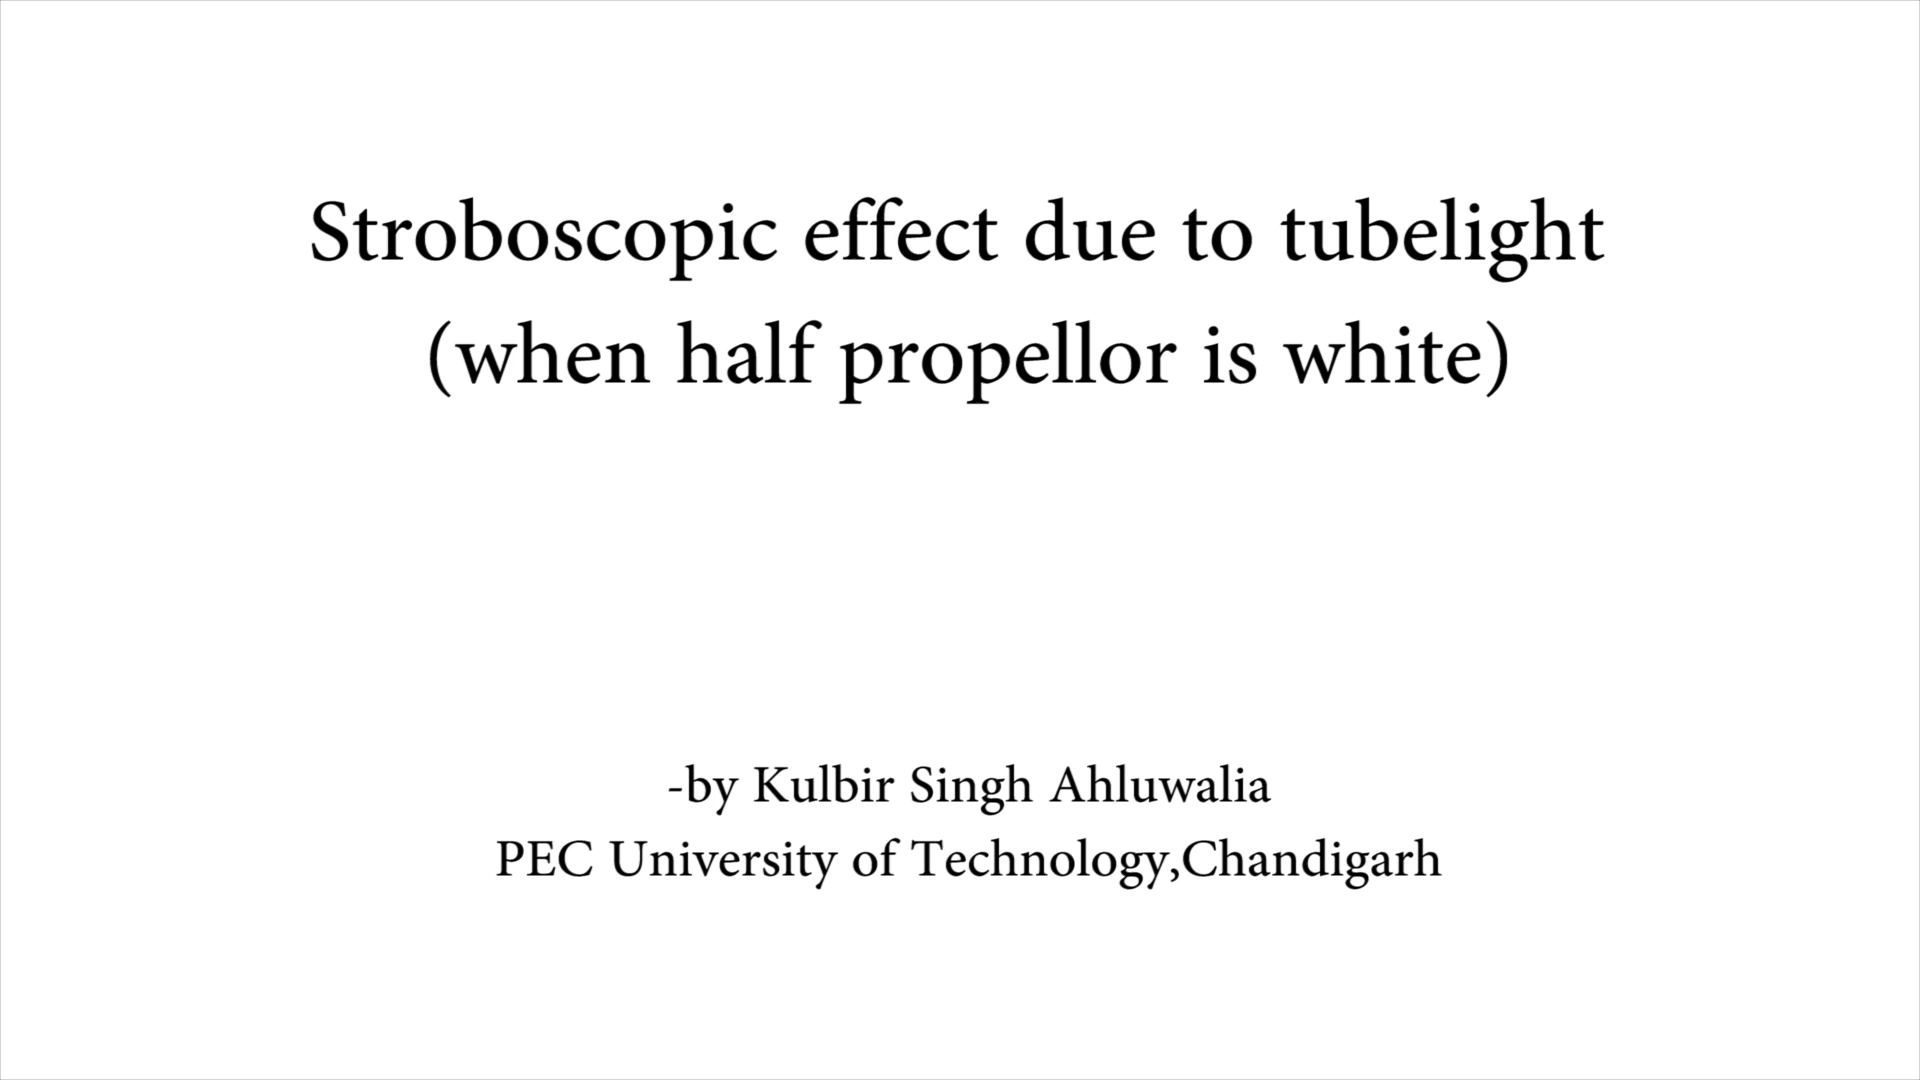 Stroboscopic effect due to tubelight
(when half propellor is white)
-by Kulbir Singh Ahluwalia
PEC University of Technology,Chandigarh